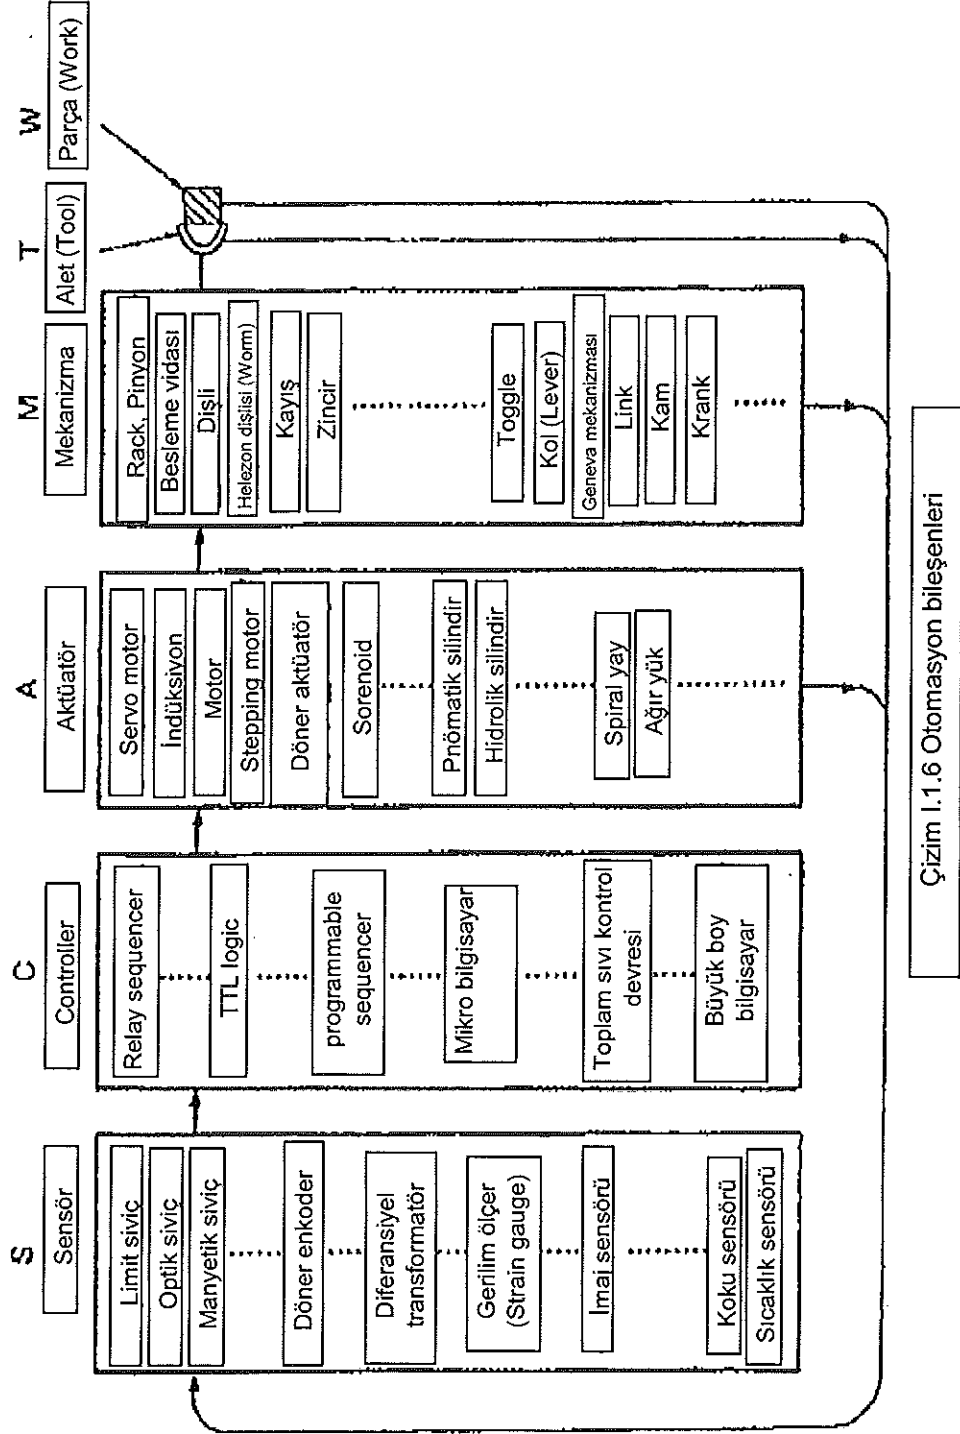 S
Sensör
Limit siviç
Optik siviç
Manyetik siviç
Döner enkoder
Diferansiyel
transformatör
Gerilim ölçer
(Strain gauge)
Imaj sensörü
Koku sensörü
Sıcaklık sensörü
C
Controller
Relay sequencer
TTL logic
programmable
sequencer
Mikro bilgisayar
Toplam sıvı kontrol
devresi
Büyük boy
bilgisayar
A
Aktüatör
Servo motor
İndüksiyon
Motor
Stepping motor
Döner aktüatör
Sorenoid
Pnömatik silindir
Hidrolik silindir
Spiral yay
Ağır yük
M
Mekanizma
Rack, Pinyon
Besleme vidası
Dişli
Helezon dişlisi (Worm)
Kayış
Zincir
Toggle
Kol (Lever)
Geneva mekanizması
Link
Kam
Krank
T
Alet (Tool)
W
Parça (Work)
Çizim I.1.6 Otomasyon bileşenleri